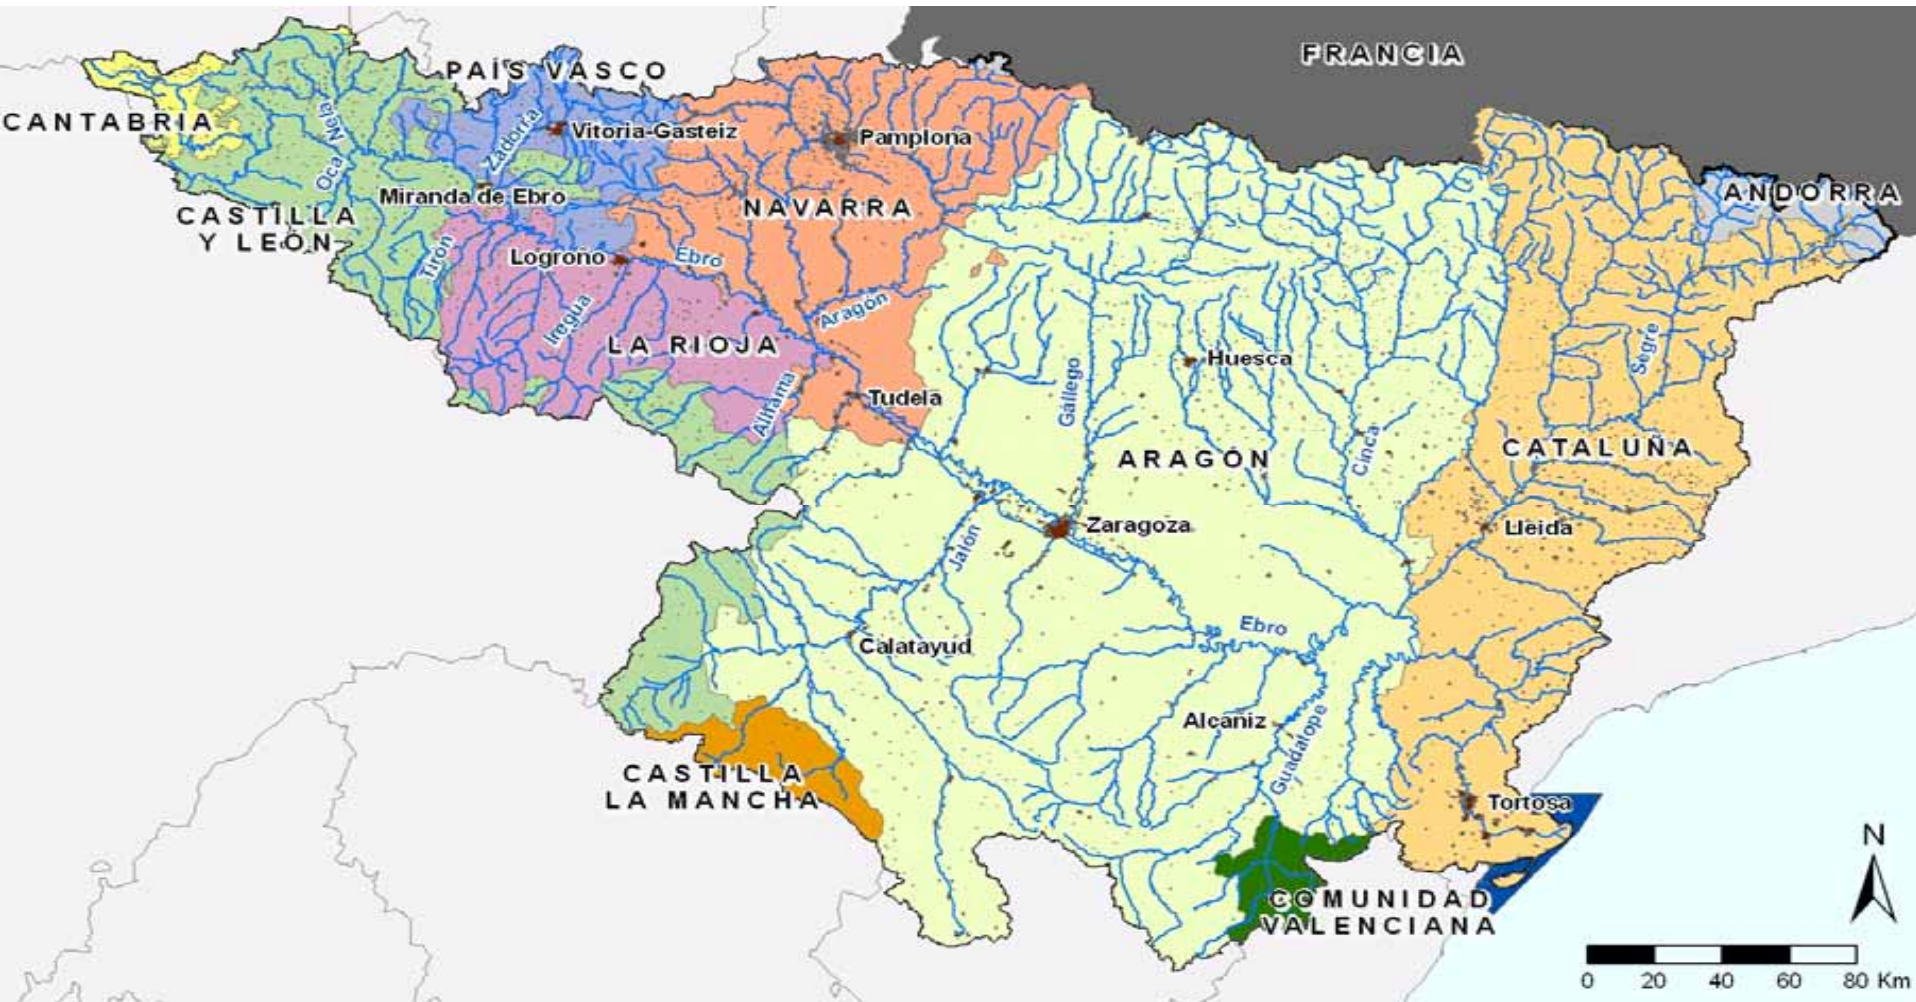 FRANCIA
PAÍS VASCO
CANTABRIA
Nela
Zadorra
Vitoria-Gasteiz
Pamplona
Oca
Miranda de Ebro
ANDORRA
CASTILLA
Y LEÓN
NAVARRA
Tirón
Logroño
Ebro
Iregua
Aragón
LA RIOJA
Segre
Huesca
Gállego
Alhama
Tudela
Cinca
ARAGÓN
CATALUÑA
Jalón
Zaragoza
Lleida
Ebro
Calatayud
Alcañiz
Guadalope
CASTILLA
LA MANCHA
Tortosa
N
COMUNIDAD
VALENCIANA
0 20 40 60 80 Km